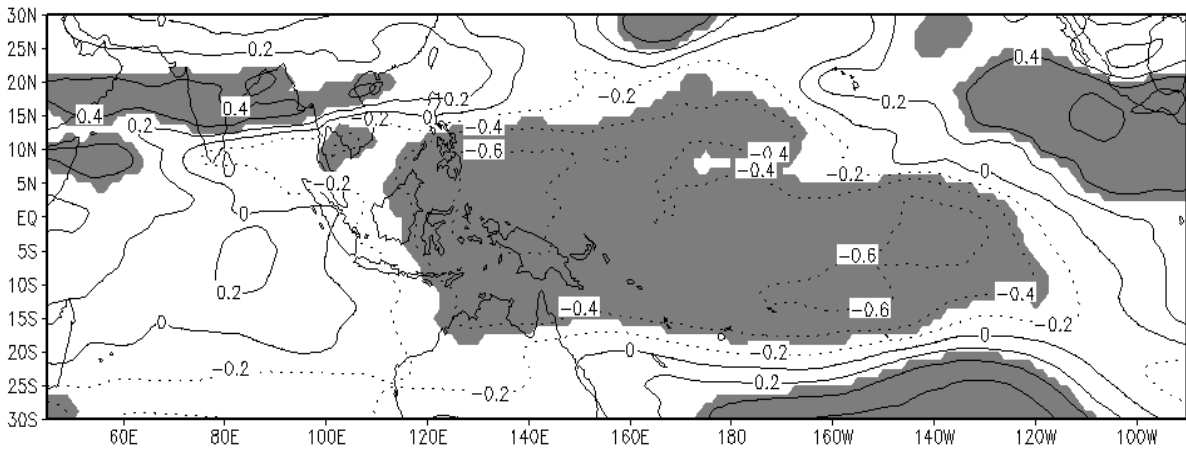 30N 0 0 0
25N 0.2 0.4
20N -0.2 0.2 0.2
15N 0.4 0.2 -0.2 0 -0.4
10N -0.6 -0.4
5N -0.2 -0.4 -0.2
EQ 0
5S -0.6
10S 0.2 -0.4
15S 0 -0.4 -0.6 -0.2
20S 0 -0.2 0
25S -0.2 -0.2 0.2
30S
60E 80E 100E 120E 140E 160E 180 160W 140W 120W 100W